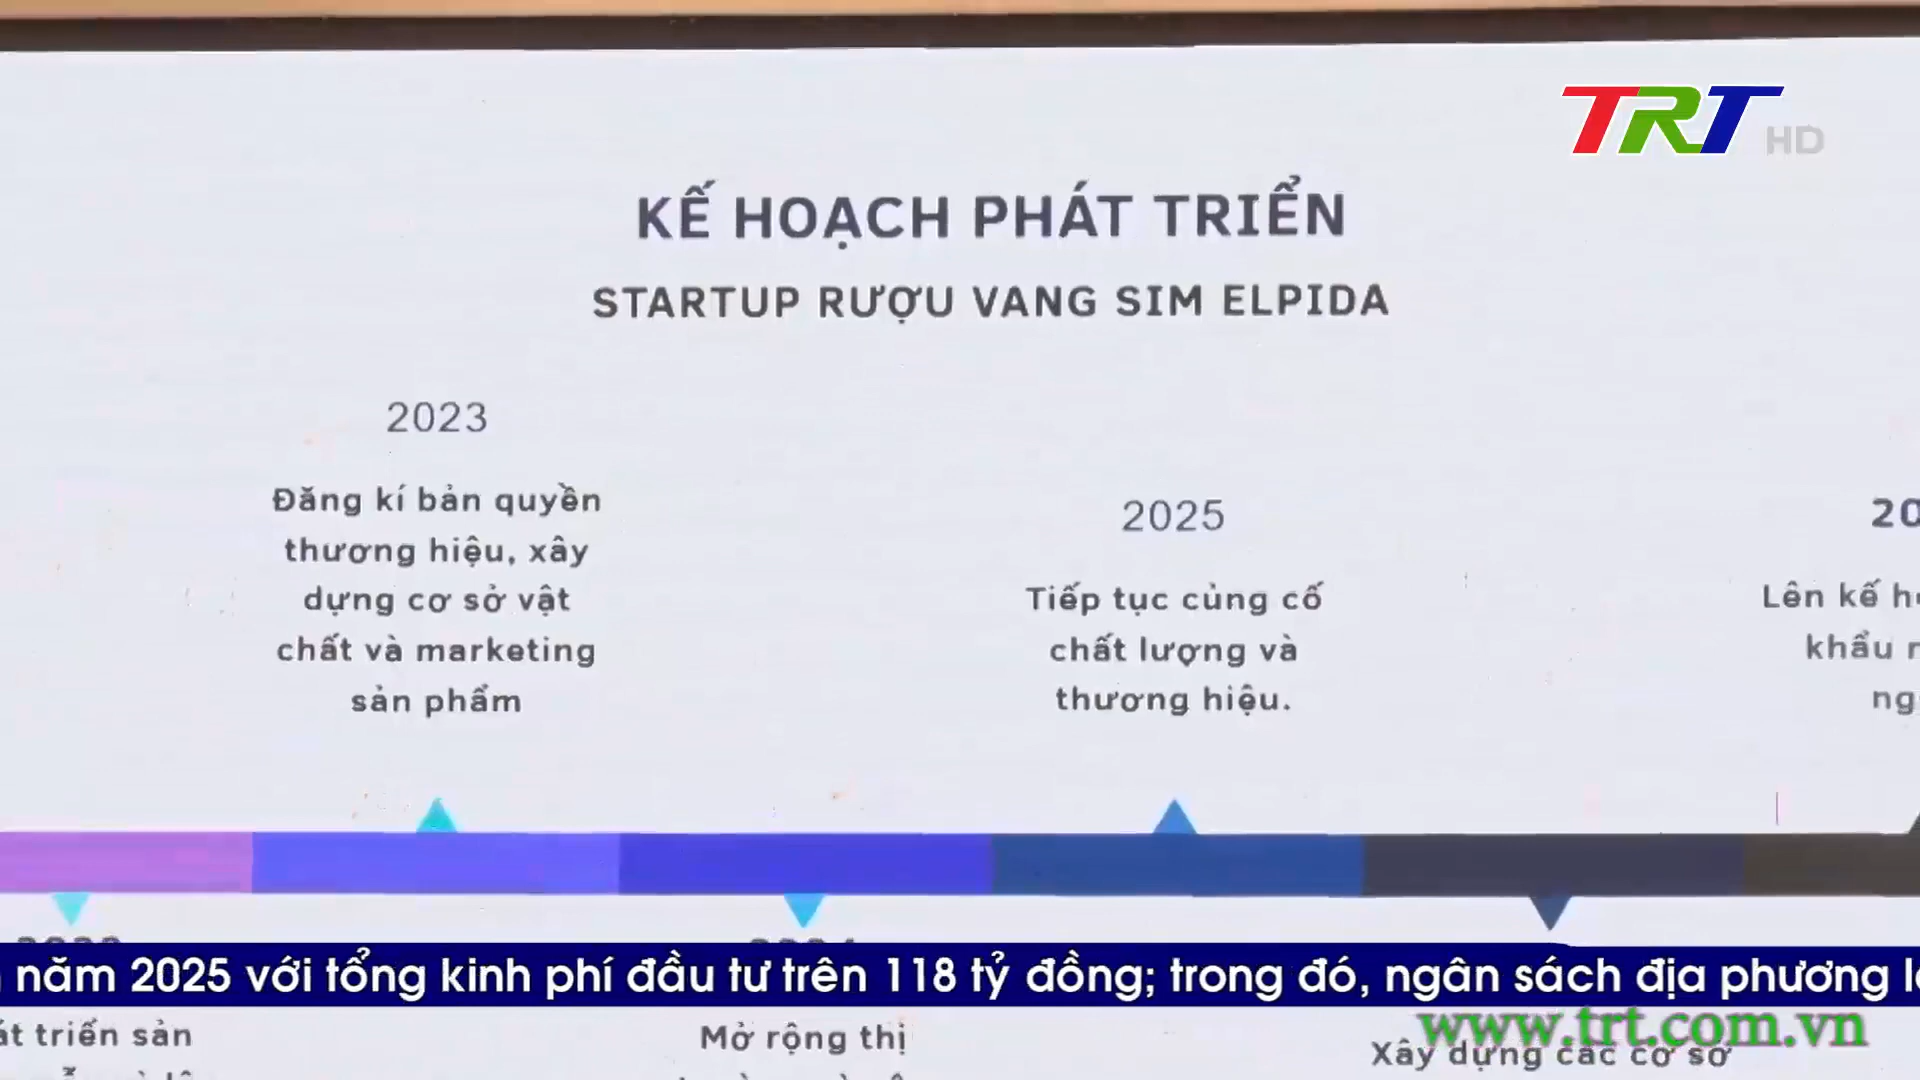 TRT HD
KẾ HOẠCH PHÁT TRIỂN
STARTUP RƯỢU VANG SIM ELPIDA
2023
Đăng kí bản quyền
thương hiệu, xây
dựng cơ sở vật
chất và marketing
sản phẩm
2025
Tiếp tục củng cố
chất lượng và
thương hiệu.
20
Lên kế
khẩu
năm 2025 với tổng kinh phí đầu tư trên 118 tỷ đồng; trong đó, ngân sách địa phương
triển sản
Mở rộng thị
Xây dựng các cơ sở
www.trt.com.vn